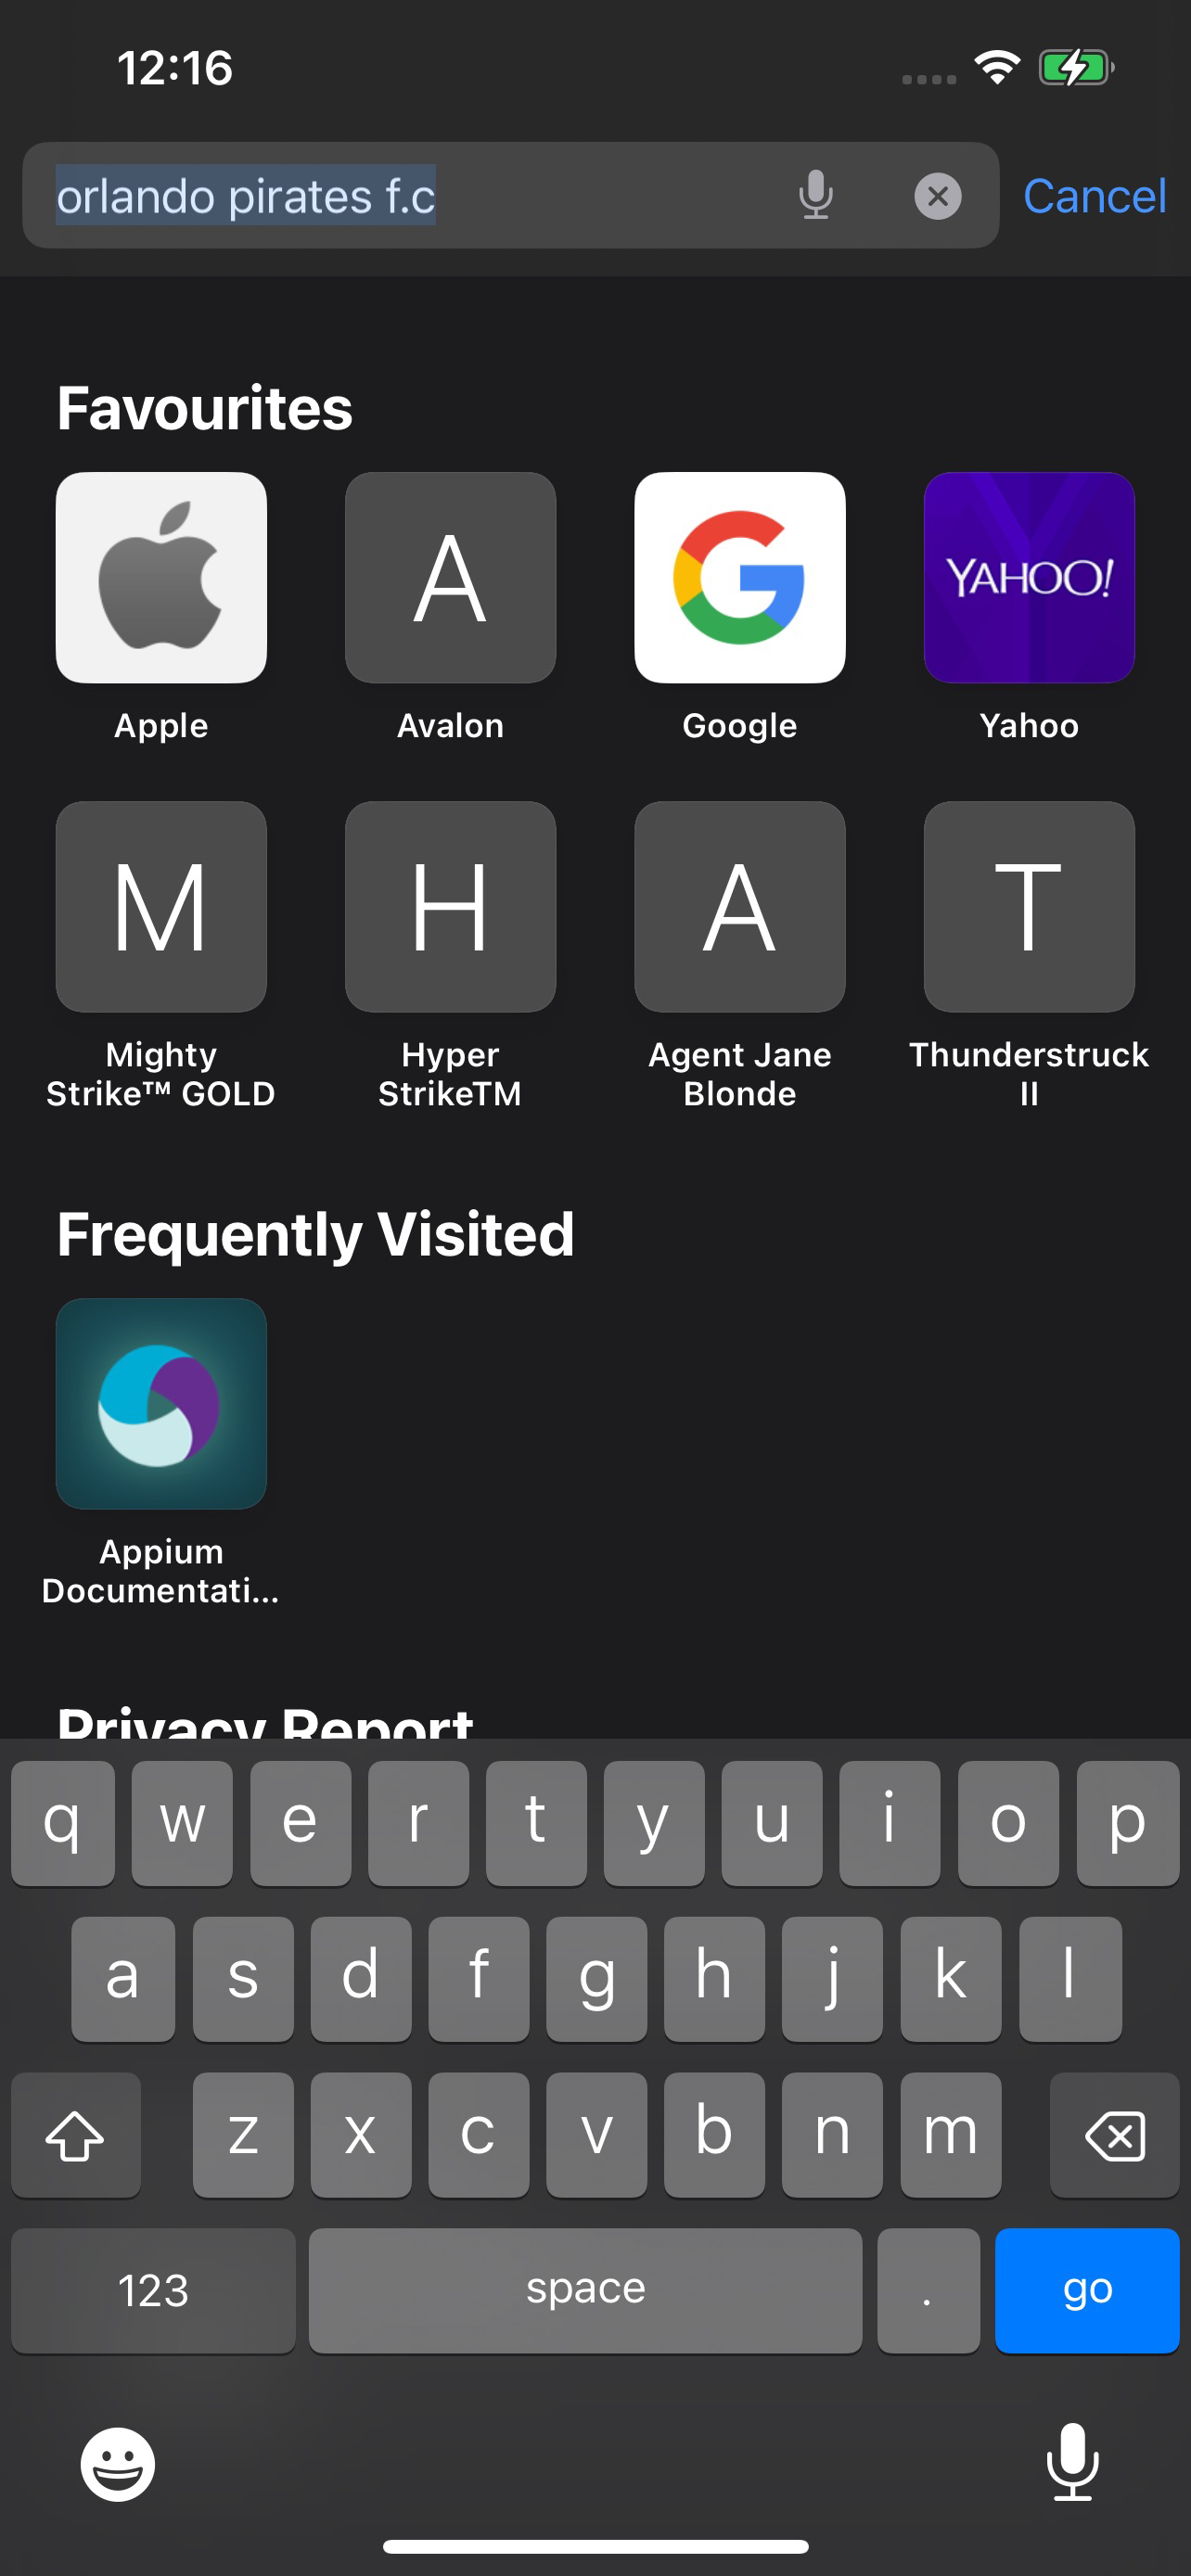 12:16
orlando pirates f.c
Cancel
Favourites
A
YAHOO!
Apple
Avalon
Google
Yahoo
M
H
A
T
Mighty
Strike™ GOLD
Hyper
StrikeTM
Agent Jane
Blonde
Thunderstruck
II
Frequently Visited
Appium
Documentati...
Privacy Report
q w e r t y u i o p
a s d f g h j k l
z x c v b n m
123 space . go